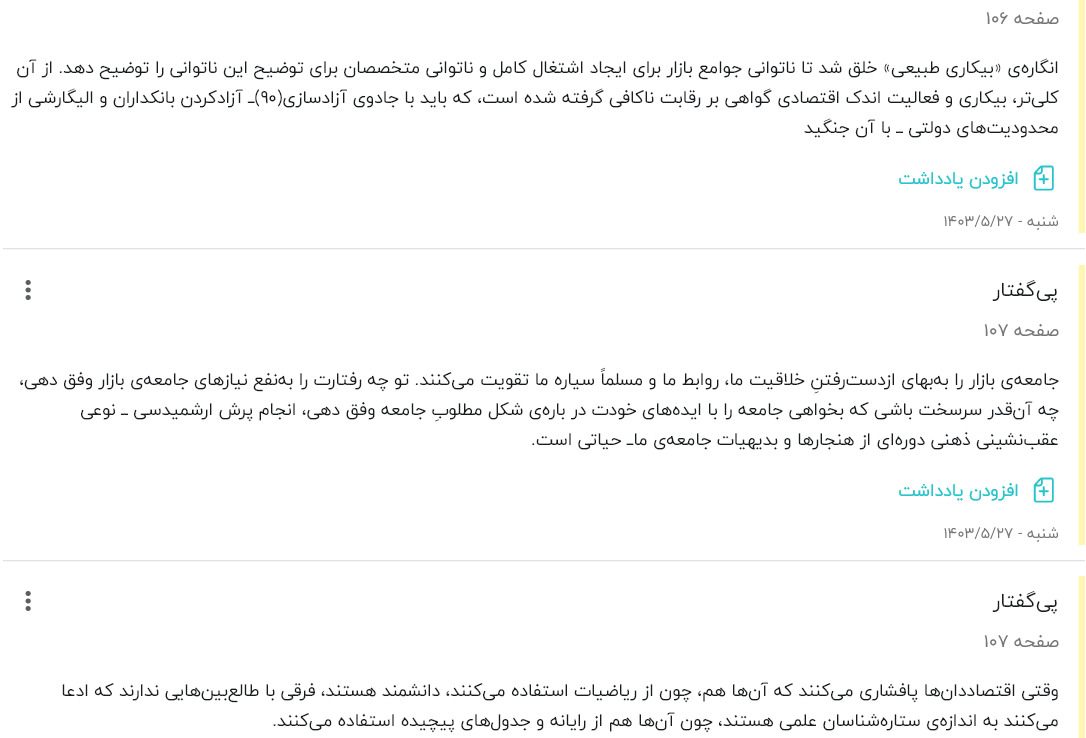 صفحه ۱۰۶
انگاره‌ی «بیکاری طبیعی» خلق شد تا ناتوانی جوامع بازار برای ایجاد اشتغال کامل و ناتوانی متخصصان برای توضیح این ناتوانی را توضیح دهد. از آن
کلی‌تر، بیکاری و فعالیت اندک اقتصادی گواهی بر رقابت ناکافی گرفته شده است، که باید با جادوی آزادسازی(۹۰)ـ آزادکردن بانکداران و الیگارشی از
محدودیت‌های دولتی ـ با آن جنگید
افزودن یادداشت
شنبه - ۱۴۰۳/۵/۲۷
پی‌گفتار
صفحه ۱۰۷
جامعه‌ی بازار را به‌بهای ازدست‌رفتنِ خلاقیت ما، روابط ما و مسلماً سیاره ما تقویت می‌کنند. تو چه رفتارت را به‌نفع نیازهای جامعه‌ی بازار وفق دهی،
چه آن‌قدر سرسخت باشی که بخواهی جامعه را با ایده‌های خودت در باره‌ی شکل مطلوبِ جامعه وفق دهی، انجام پرش ارشمیدسی ـ نوعی
عقب‌نشینی ذهنی دوره‌ای از هنجارها و بدیهیات جامعه‌ی ماـ حیاتی است.
افزودن یادداشت
شنبه - ۱۴۰۳/۵/۲۷
پی‌گفتار
صفحه ۱۰۷
وقتی اقتصاددان‌ها پافشاری می‌کنند که آن‌ها هم، چون از ریاضیات استفاده می‌کنند، دانشمند هستند، فرقی با طالع‌بین‌هایی ندارند که ادعا
می‌کنند به اندازه‌ی ستاره‌شناسان علمی هستند، چون آن‌ها هم از رایانه و جدول‌های پیچیده استفاده می‌کنند.